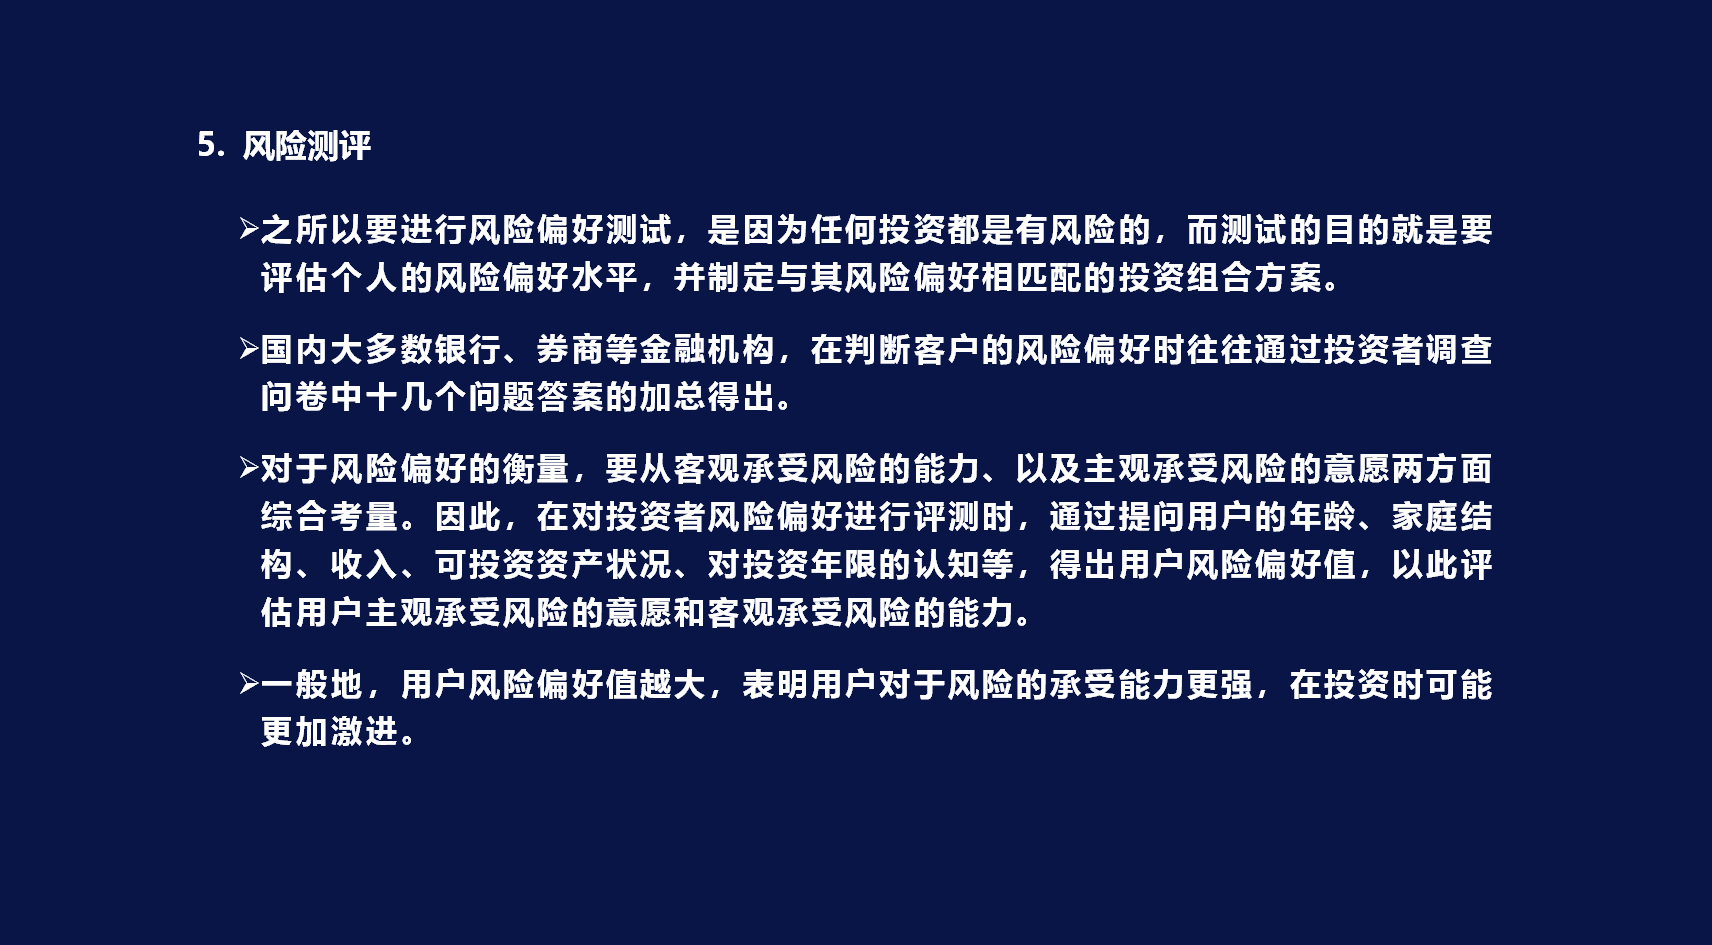 5. 风险测评
➢之所以要进行风险偏好测试，是因为任何投资都是有风险的，而测试的目的就是要
评估个人的风险偏好水平，并制定与其风险偏好相匹配的投资组合方案。
➢国内大多数银行、券商等金融机构，在判断客户的风险偏好时往往通过投资者调查
问卷中十几个问题答案的加总得出。
➢对于风险偏好的衡量，要从客观承受风险的能力、以及主观承受风险的意愿两方面
综合考量。因此，在对投资者风险偏好进行评测时，通过提问用户的年龄、家庭结
构、收入、可投资资产状况、对投资年限的认知等，得出用户风险偏好值，以此评
估用户主观承受风险的意愿和客观承受风险的能力。
➢一般地，用户风险偏好值越大，表明用户对于风险的承受能力更强，在投资时可能
更加激进。